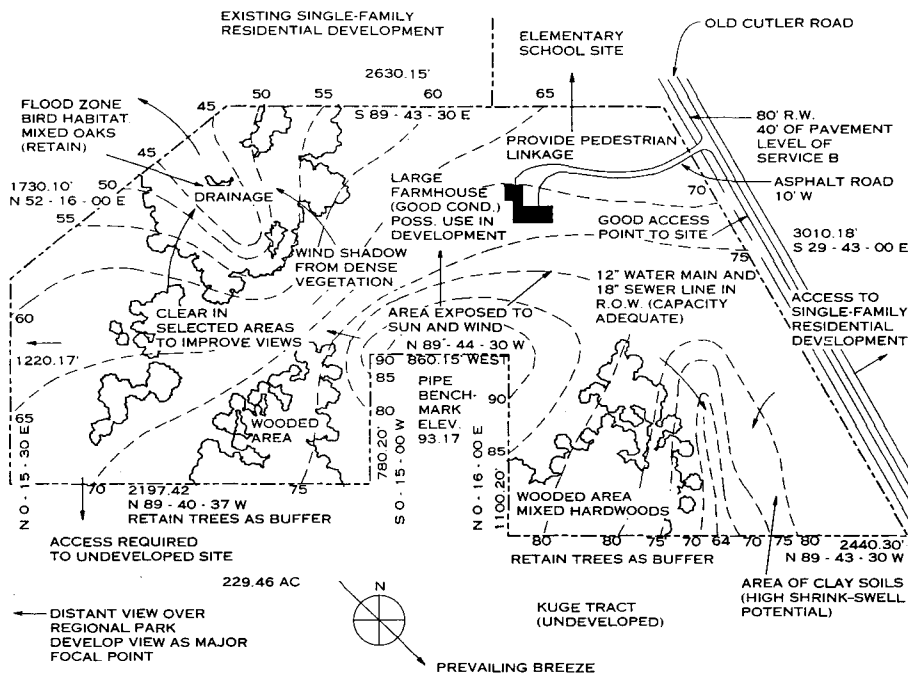 EXISTING SINGLE-FAMILY
RESIDENTIAL DEVELOPMENT
ELEMENTARY
SCHOOL SITE
OLD CUTLER ROAD
2630.15'
S 89 - 43 - 30 E
45
50
55
60
65
FLOOD ZONE
BIRD HABITAT
MIXED OAKS
(RETAIN)
80' R.W.
40' OF PAVEMENT
LEVEL OF
SERVICE B
PROVIDE PEDESTRIAN
LINKAGE
45
50
55
1730.10'
N 52 - 16 - 00 E
DRAINAGE
LARGE
FARMHOUSE
(GOOD COND.)
POSS. USE IN
DEVELOPMENT
70
ASPHALT ROAD
10' W
GOOD ACCESS
POINT TO SITE
75
3010.18'
S 29 - 43 - 00 E
WIND SHADOW
FROM DENSE
VEGETATION
12" WATER MAIN AND
18" SEWER LINE IN
R.O.W. (CAPACITY
ADEQUATE)
ACCESS TO
SINGLE-FAMILY
RESIDENTIAL
DEVELOPMENT
60
CLEAR IN
SELECTED AREAS
TO IMPROVE VIEWS
AREA EXPOSED TO
SUN AND WIND
N 89° - 44 - 30 W
860.15' WEST
1220.17'
90
85
80
PIPE
BENCH-
MARK
ELEV.
93.17
90
85
WOODED
AREA
65
N 0 - 15 - 30 E
780.20'
S 0 - 15 - 00 W
1100.20'
N 0 - 16 - 00 E
WOODED AREA
MIXED HARDWOODS
70
75
2197.42
N 89 - 40 - 37 W
RETAIN TREES AS BUFFER
80
80
75
70
64
70
75
80
2440.30'
N 89 - 43 - 30 W
RETAIN TREES AS BUFFER
ACCESS REQUIRED
TO UNDEVELOPED SITE
229.46 AC
N
AREA OF CLAY SOILS
(HIGH SHRINK-SWELL
POTENTIAL)
KUGE TRACT
(UNDEVELOPED)
DISTANT VIEW OVER
REGIONAL PARK
DEVELOP VIEW AS MAJOR
FOCAL POINT
PREVAILING BREEZE